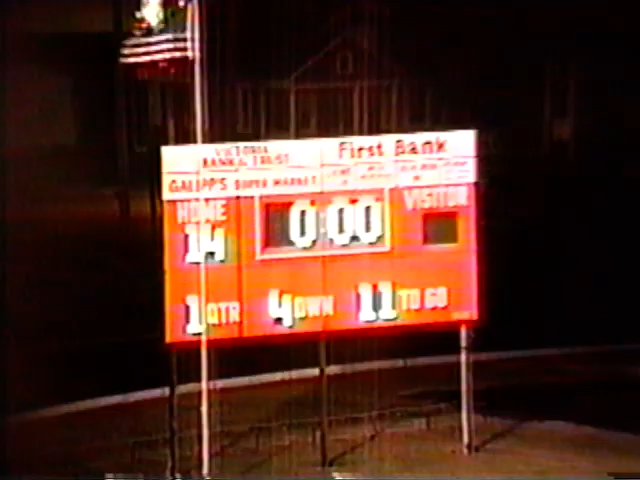 VICTORIA
BANK & TRUST
First Bank
SUPER MARKET
HOME
VISITOR
14
0:00
1 QTR
4 DOWN
11 TO GO